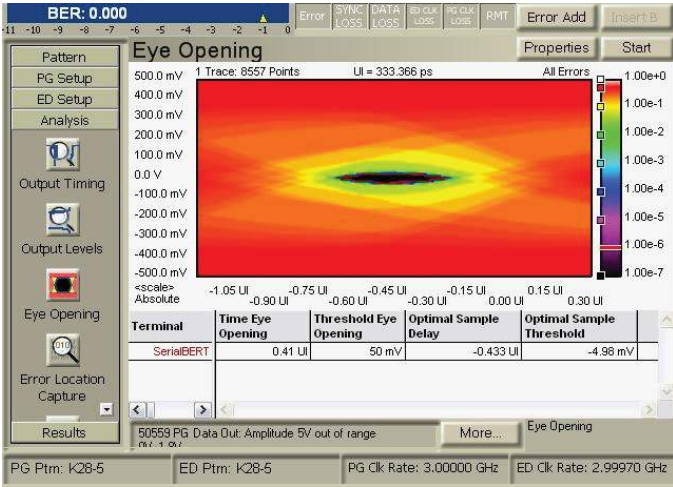 BER: 0.000
-11 -10 -9 -8 -7 -6 -5 -4 -3 -2 -1 0
Error
SYNC LOSS
DATA LOSS
ED CLK LOSS
PG CLK LOSS
RMT
Error Add
Insert B
Eye Opening
Properties
Start
Pattern
PG Setup
ED Setup
Analysis
Output Timing
Output Levels
Eye Opening
Error Location
Capture
Results
1 Trace: 8557 Points
UI = 333.366 ps
All Errors
500.0 mV
400.0 mV
300.0 mV
200.0 mV
100.0 mV
0.0 V
-100.0 mV
-200.0 mV
-300.0 mV
-400.0 mV
-500.0 mV
1.00e+0
1.00e-1
1.00e-2
1.00e-3
1.00e-4
1.00e-5
1.00e-6
1.00e-7
<scale>
Absolute
-1.05 UI -0.75 UI -0.45 UI -0.15 UI 0.15 UI
-0.90 UI -0.60 UI -0.30 UI 0.00 UI 0.30 UI
Terminal
Time Eye Opening
Threshold Eye Opening
Optimal Sample Delay
Optimal Sample Threshold
SerialBERT 0.41 UI 50 mV -0.433 UI -4.98 mV
50559 PG Data Out: Amplitude 5V out of range
More...
Eye Opening
PG Ptrn: K28-5
ED Ptrn: K28-5
PG Clk Rate: 3.00000 GHz
ED Clk Rate: 2.99970 GHz